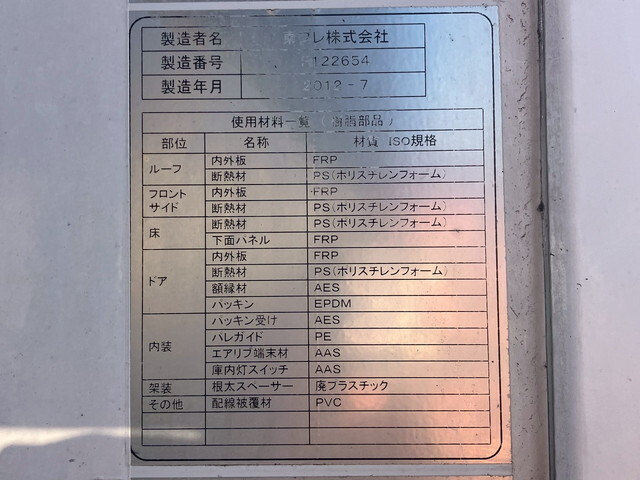 製造者名 フレ株式会社
製造番号 122654
製造年月 2012-7
使用材料一覧 脂部品)
部位 名称 材質 ISO規格
ルーフ 内外板 FRP
断熱材 PS(ポリスチレンフォーム)
フロントサイド 内外板 FRP
断熱材 PS(ポリスチレンフォーム)
床 断熱材 PS(ポリスチレンフォーム)
下面パネル FRP
ドア 内外板 FRP
断熱材 PS(ポリスチレンフォーム)
額縁材 AES
パッキン EPDM
内装 パッキン受け AES
パレガイド PE
エアリブ端末材 AAS
庫内灯スイッチ AAS
架装 根太スペーサー 廃プラスチック
その他 配線被覆材 PVC